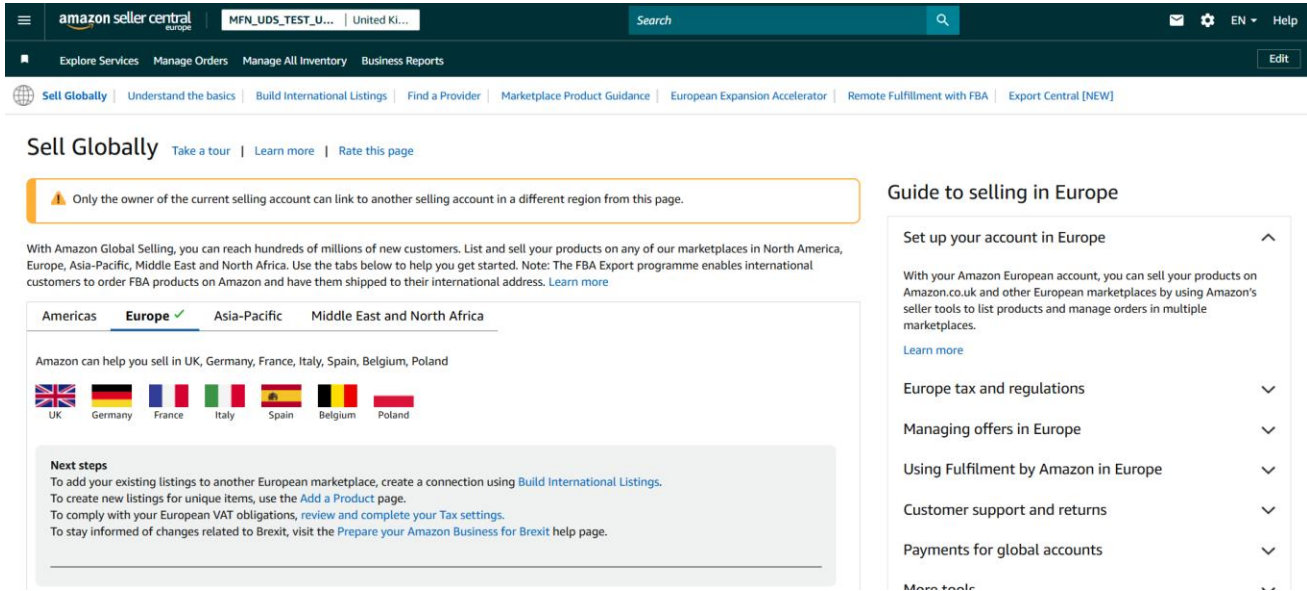 amazon seller central
europe
MFN_UDS_TEST_U... | United Ki...
Search
EN
Help
Explore Services Manage Orders Manage All Inventory Business Reports
Edit
Sell Globally | Understand the basics | Build International Listings | Find a Provider | Marketplace Product Guidance | European Expansion Accelerator | Remote Fulfillment with FBA | Export Central [NEW]
Sell Globally Take a tour | Learn more | Rate this page
Only the owner of the current selling account can link to another selling account in a different region from this page.
With Amazon Global Selling, you can reach hundreds of millions of new customers. List and sell your products on any of our marketplaces in North America,
Europe, Asia-Pacific, Middle East and North Africa. Use the tabs below to help you get started. Note: The FBA Export programme enables international
customers to order FBA products on Amazon and have them shipped to their international address. Learn more
Americas Europe ✓ Asia-Pacific Middle East and North Africa
Amazon can help you sell in UK, Germany, France, Italy, Spain, Belgium, Poland
UK Germany France Italy Spain Belgium Poland
Next steps
To add your existing listings to another European marketplace, create a connection using Build International Listings.
To create new listings for unique items, use the Add a Product page.
To comply with your European VAT obligations, review and complete your Tax settings.
To stay informed of changes related to Brexit, visit the Prepare your Amazon Business for Brexit help page.
Guide to selling in Europe
Set up your account in Europe
With your Amazon European account, you can sell your products on
Amazon.co.uk and other European marketplaces by using Amazon's
seller tools to list products and manage orders in multiple
marketplaces.
Learn more
Europe tax and regulations
Managing offers in Europe
Using Fulfilment by Amazon in Europe
Customer support and returns
Payments for global accounts
More tools